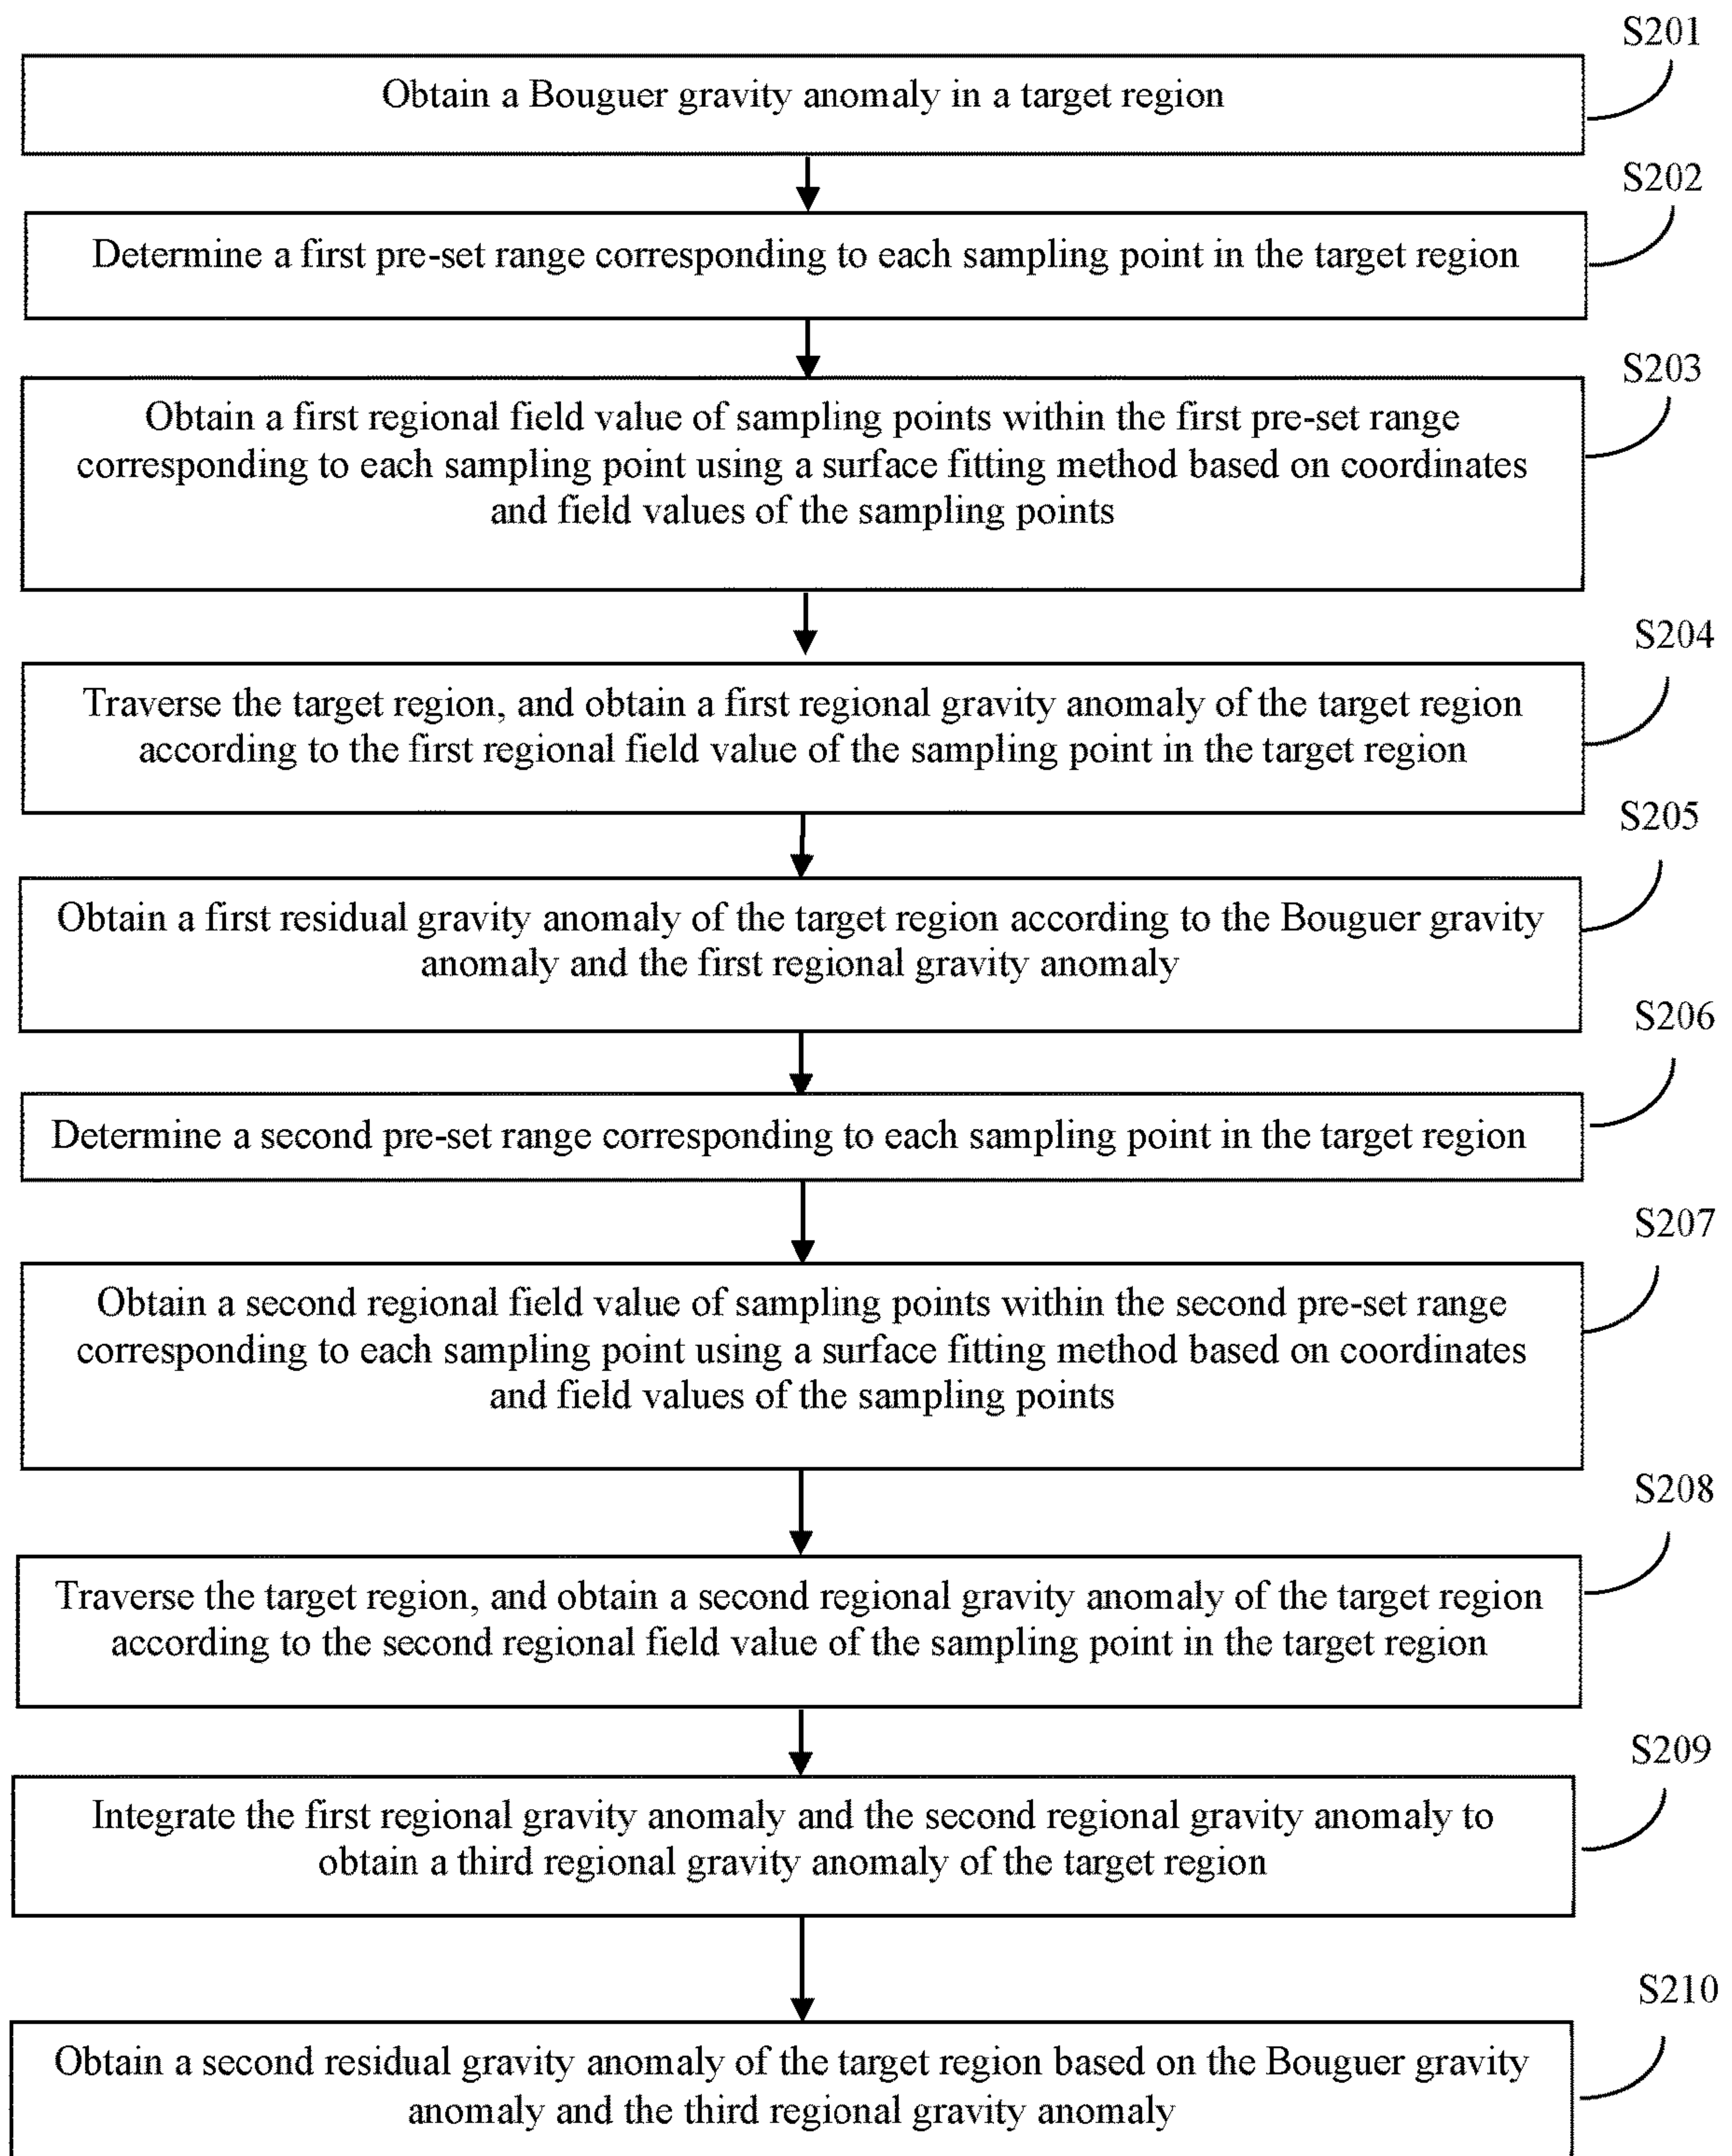 S201
Obtain a Bouguer gravity anomaly in a target region
S202
Determine a first pre-set range corresponding to each sampling point in the target region
S203
Obtain a first regional field value of sampling points within the first pre-set range
corresponding to each sampling point using a surface fitting method based on coordinates
and field values of the sampling points
S204
Traverse the target region, and obtain a first regional gravity anomaly of the target region
according to the first regional field value of the sampling point in the target region
S205
Obtain a first residual gravity anomaly of the target region according to the Bouguer gravity
anomaly and the first regional gravity anomaly
S206
Determine a second pre-set range corresponding to each sampling point in the target region
S207
Obtain a second regional field value of sampling points within the second pre-set range
corresponding to each sampling point using a surface fitting method based on coordinates
and field values of the sampling points
S208
Traverse the target region, and obtain a second regional gravity anomaly of the target region
according to the second regional field value of the sampling point in the target region
S209
Integrate the first regional gravity anomaly and the second regional gravity anomaly to
obtain a third regional gravity anomaly of the target region
S210
Obtain a second residual gravity anomaly of the target region based on the Bouguer gravity
anomaly and the third regional gravity anomaly